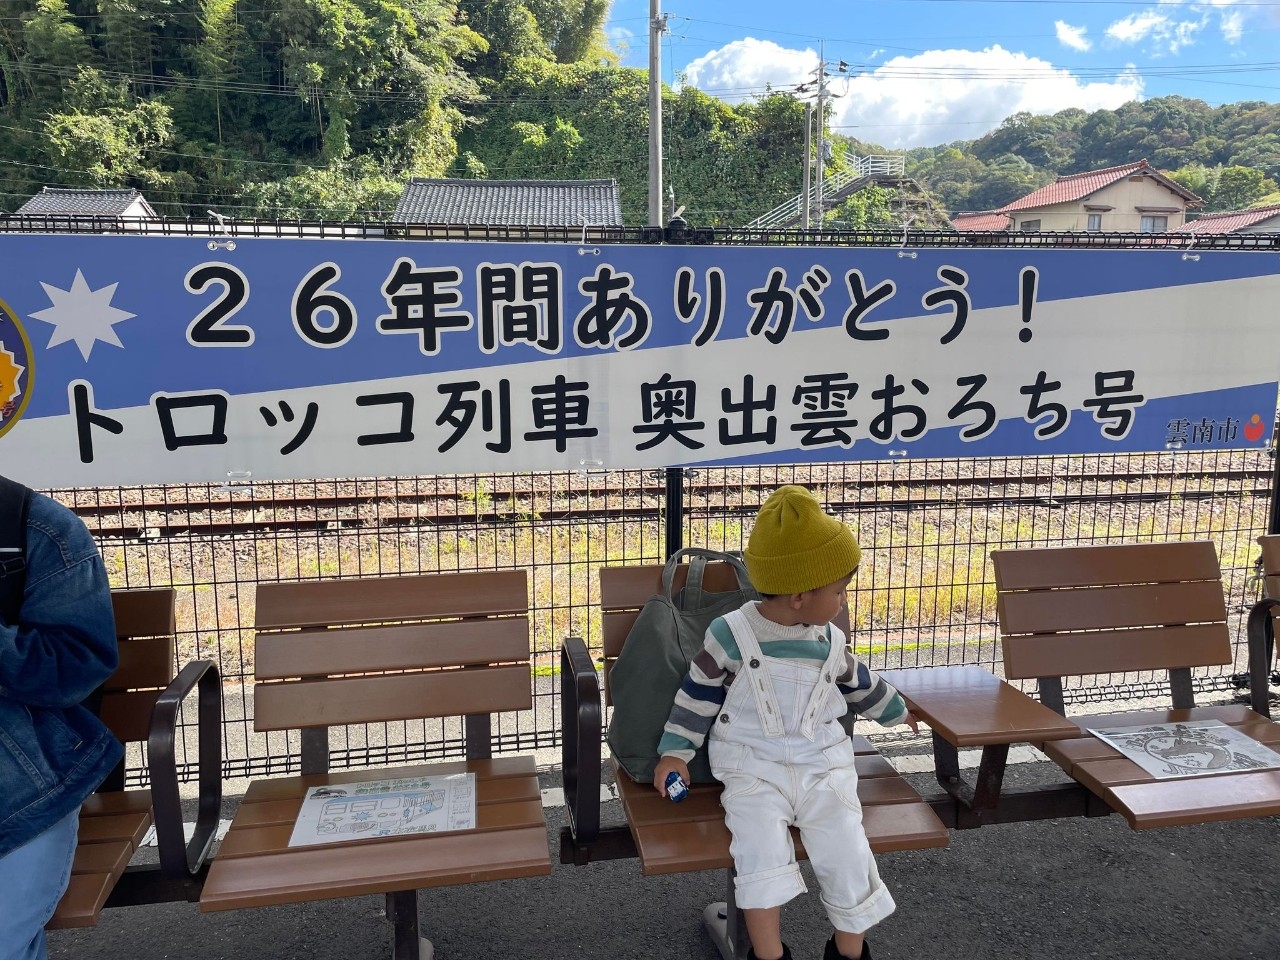 ２６年間ありがとう！
トロッコ列車 奥出雲おろち号
雲南市